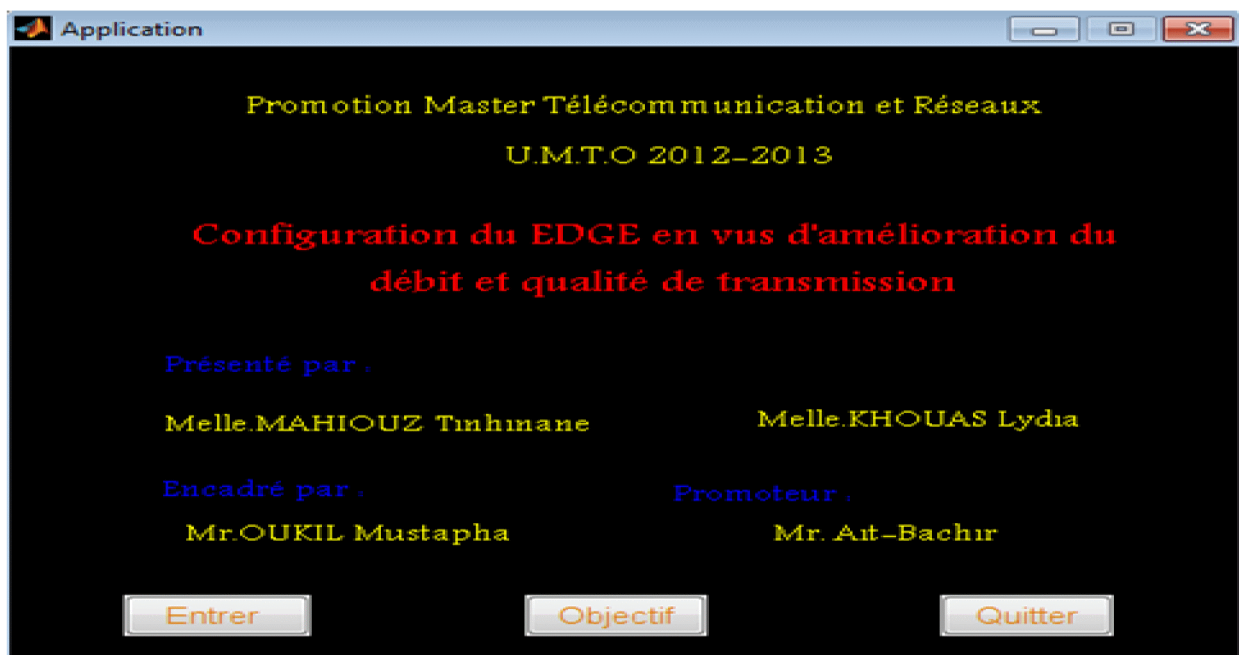 Application
Promotion Master Télécommunication et Réseaux
U.M.T.O 2012-2013
Configuration du EDGE en vus d'amélioration du
débit et qualité de transmission
Présenté par :
Melle.MAHIOUZ Tinhinane Melle.KHOUAS Lydia
Encadré par : Promoteur :
Mr.OUKIL Mustapha Mr. Ait-Bachir
Entrer Objectif Quitter